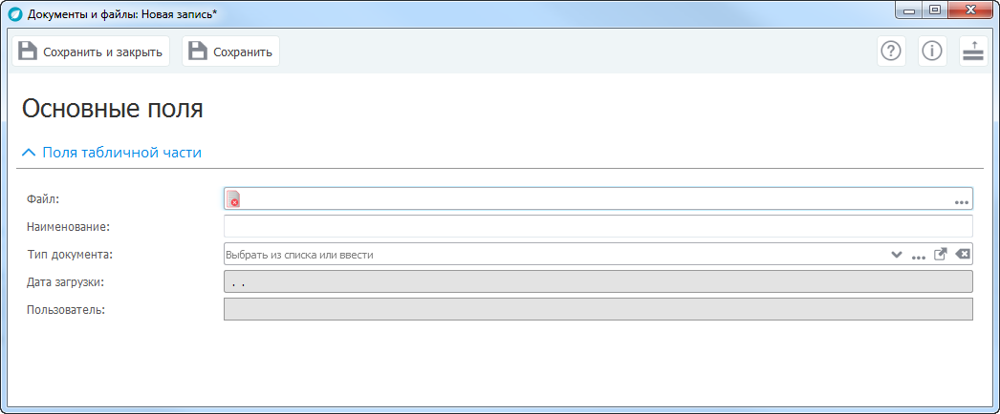 Документы и файлы: Новая запись*
Сохранить и закрыть Сохранить
Основные поля
Поля табличной части
Файл:
Наименование:
Тип документа: Выбрать из списка или ввести
Дата загрузки: . .
Пользователь: